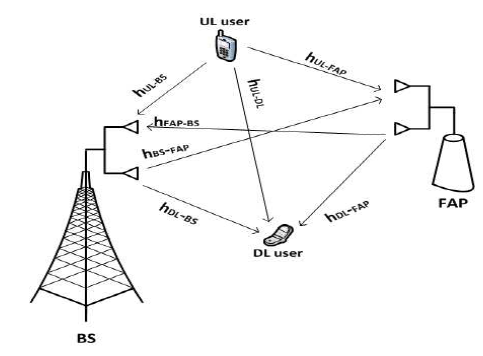 UL user
hUL-FAP
hUL-BS
hUL-DL
hFAP-BS
hBS-FAP
FAP
hDL-BS
hDL-FAP
DL user
BS